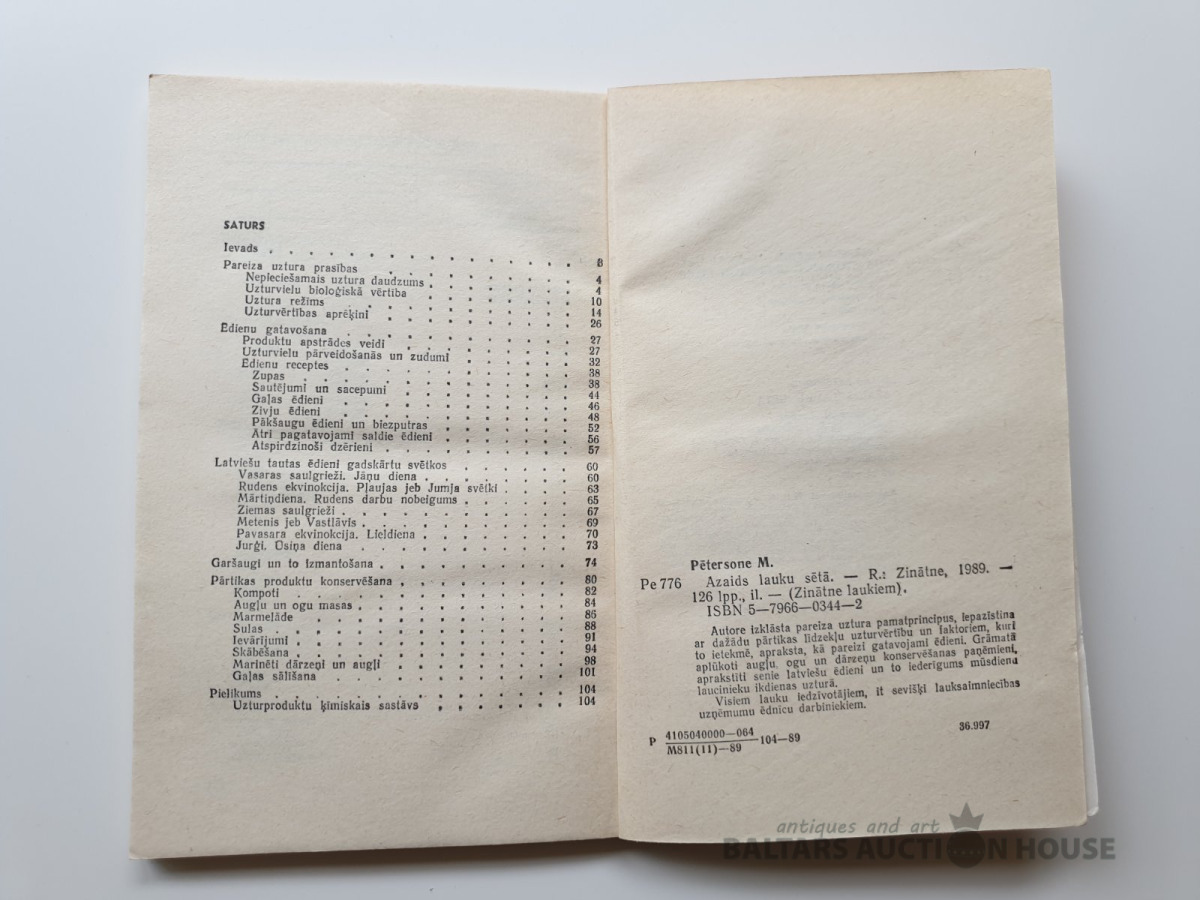 SATURS
Ievads . . . . . . . . . . . . . . 3
Pareiza uztura prasības . . . . . . . . . . 4
Nepieciešamais uztura daudzums . . . . . . . 4
Uzturvielu bioloģiskā vērtība . . . . . . . . 10
Uztura režīms . . . . . . . . . . . 14
Uzturvērtības aprēķini . . . . . . . . . 26
Ēdienu gatavošana . . . . . . . . . . . 27
Produktu apstrādes veidi . . . . . . . . . 27
Uzturvielu pārveidošanās un zudumi . . . . . . 32
Ēdienu receptes . . . . . . . . . . . 38
Zupas . . . . . . . . . . . . . 38
Sautējumi un sacepumi . . . . . . . . . 44
Gaļas ēdieni . . . . . . . . . . . 46
Zivju ēdieni . . . . . . . . . . . 48
Pākšaugu ēdieni un biezputras . . . . . . . 52
Ātri pagatavojami saldie ēdieni . . . . . . . 56
Atspirdzinoši dzērieni . . . . . . . . . 57
Latviešu tautas ēdieni gadskārtu svētkos . . . . . . 60
Vasaras saulgrieži. Jāņu diena . . . . . . . . 60
Rudens ekvinokcija. Pļaujas jeb Jumja svētki . . . . 63
Mārtiņdiena. Rudens darbu nobeigums . . . . . . 65
Ziemas saulgrieži . . . . . . . . . . . 67
Metenis jeb Vastlāvis . . . . . . . . . . 69
Pavasara ekvinokcija. Lieldiena . . . . . . . . 70
Jurģi. Ūsiņa diena . . . . . . . . . . 73
Garšaugi un to izmantošana . . . . . . . . . 74
Pārtikas produktu konservēšana . . . . . . . . 80
Kompoti . . . . . . . . . . . . . 82
Augļu un ogu masas . . . . . . . . . . 84
Marmelāde . . . . . . . . . . . . 86
Sulas . . . . . . . . . . . . . 88
Ievārījumi . . . . . . . . . . . . 91
Skābēšana . . . . . . . . . . . . 94
Marinēti dārzeņi un augļi . . . . . . . . . 98
Gaļas sālīšana . . . . . . . . . . . 101
Pielikums . . . . . . . . . . . . . 104
Uzturproduktu ķīmiskais sastāvs . . . . . . . 104
Pētersone M.
Pe 776 Azaids lauku sētā. — R.: Zinātne, 1989. —
126 lpp., il. — (Zinātne laukiem).
ISBN 5—7966—0344—2
Autore izklāsta pareiza uztura pamatprincipus, iepazīstina
ar dažādu pārtikas līdzekļu uzturvērtību un faktoriem, kuri
to ietekmē, apraksta, kā pareizi gatavojami ēdieni. Grāmatā
aplūkoti augļu, ogu un dārzeņu konservēšanas paņēmieni,
aprakstīti senie latviešu ēdieni un to iederīgums mūsdienu
laucinieku ikdienas uzturā.
Visiem lauku iedzīvotājiem, it sevišķi lauksaimniecības
uzņēmumu ēdnīcu darbiniekiem.
P 4105040000—064
M811(11)—89 104—89
36.997
antiques and art
BALTARS AUCTION HOUSE